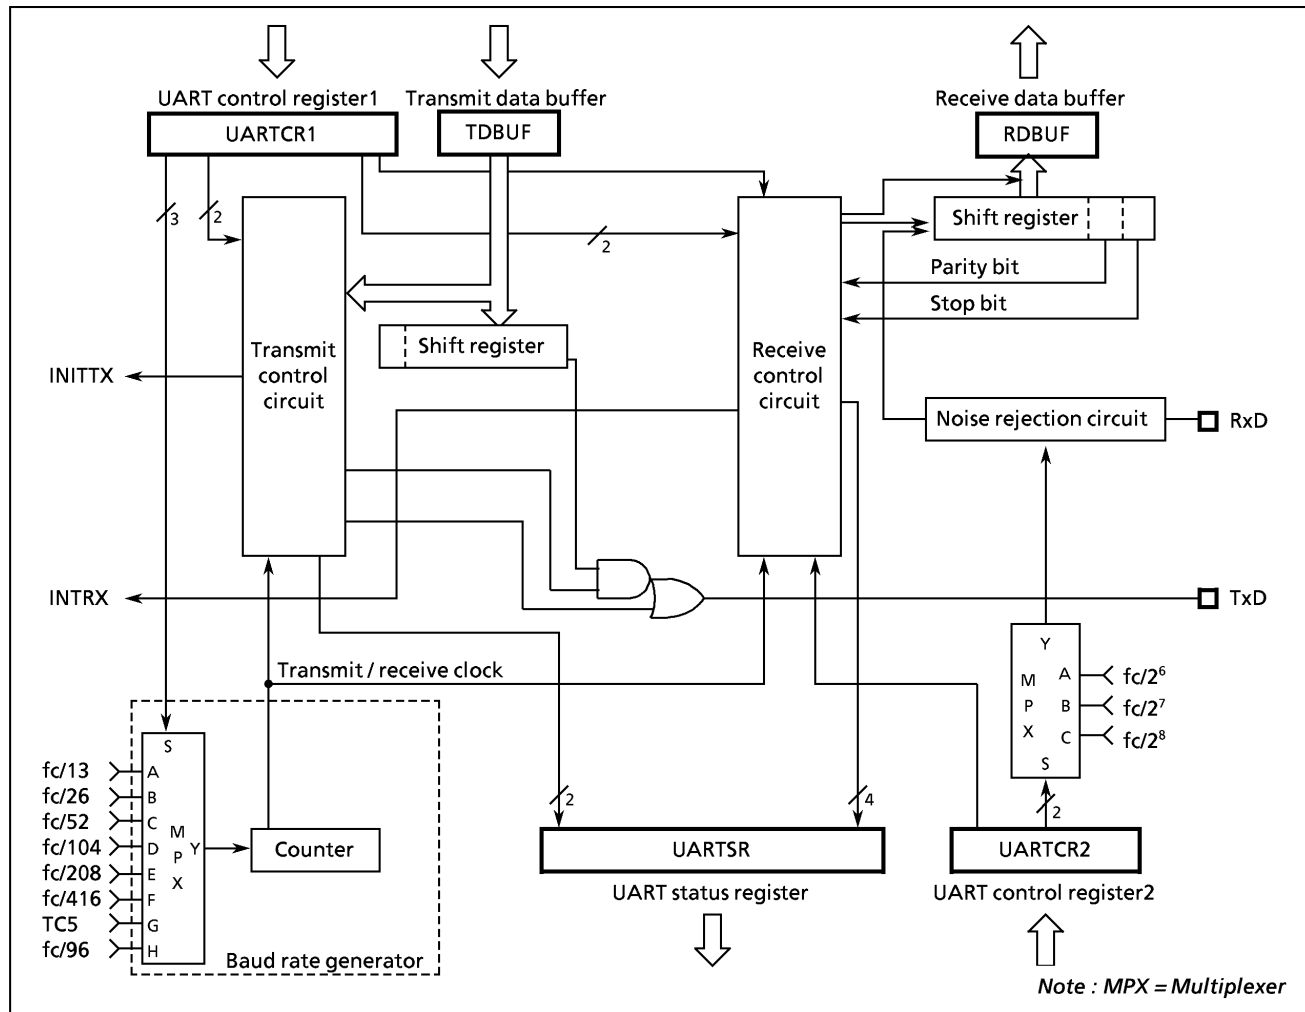 UART control register1
Transmit data buffer
Receive data buffer
UARTCR1
TDBUF
RDBUF
3
2
2
Shift register
Parity bit
Stop bit
Shift register
Transmit
control
circuit
Receive
control
circuit
INITTX
Noise rejection circuit
RxD
INTRX
TxD
Transmit / receive clock
Y
M
P
X
A
B
C
S
fc/2⁶
fc/2⁷
fc/2⁸
2
4
2
S
fc/13
A
fc/26
B
fc/52
C
fc/104
D
fc/208
E
fc/416
F
TC5
G
fc/96
H
M
P
X
Y
Counter
Baud rate generator
UARTSR
UART status register
UARTCR2
UART control register2
Note : MPX = Multiplexer